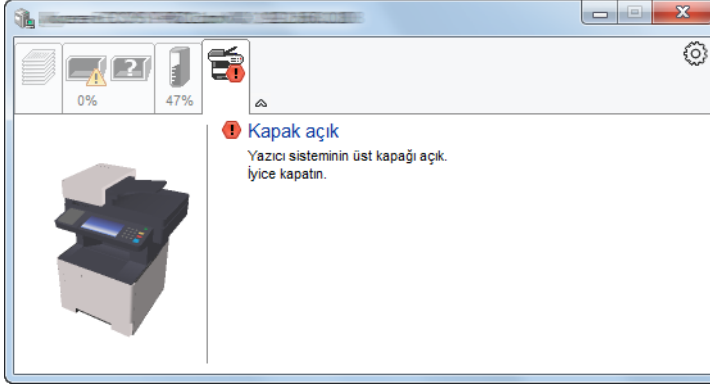 0%
47%
Kapak açık
Yazıcı sisteminin üst kapağı açık.
İyice kapatın.